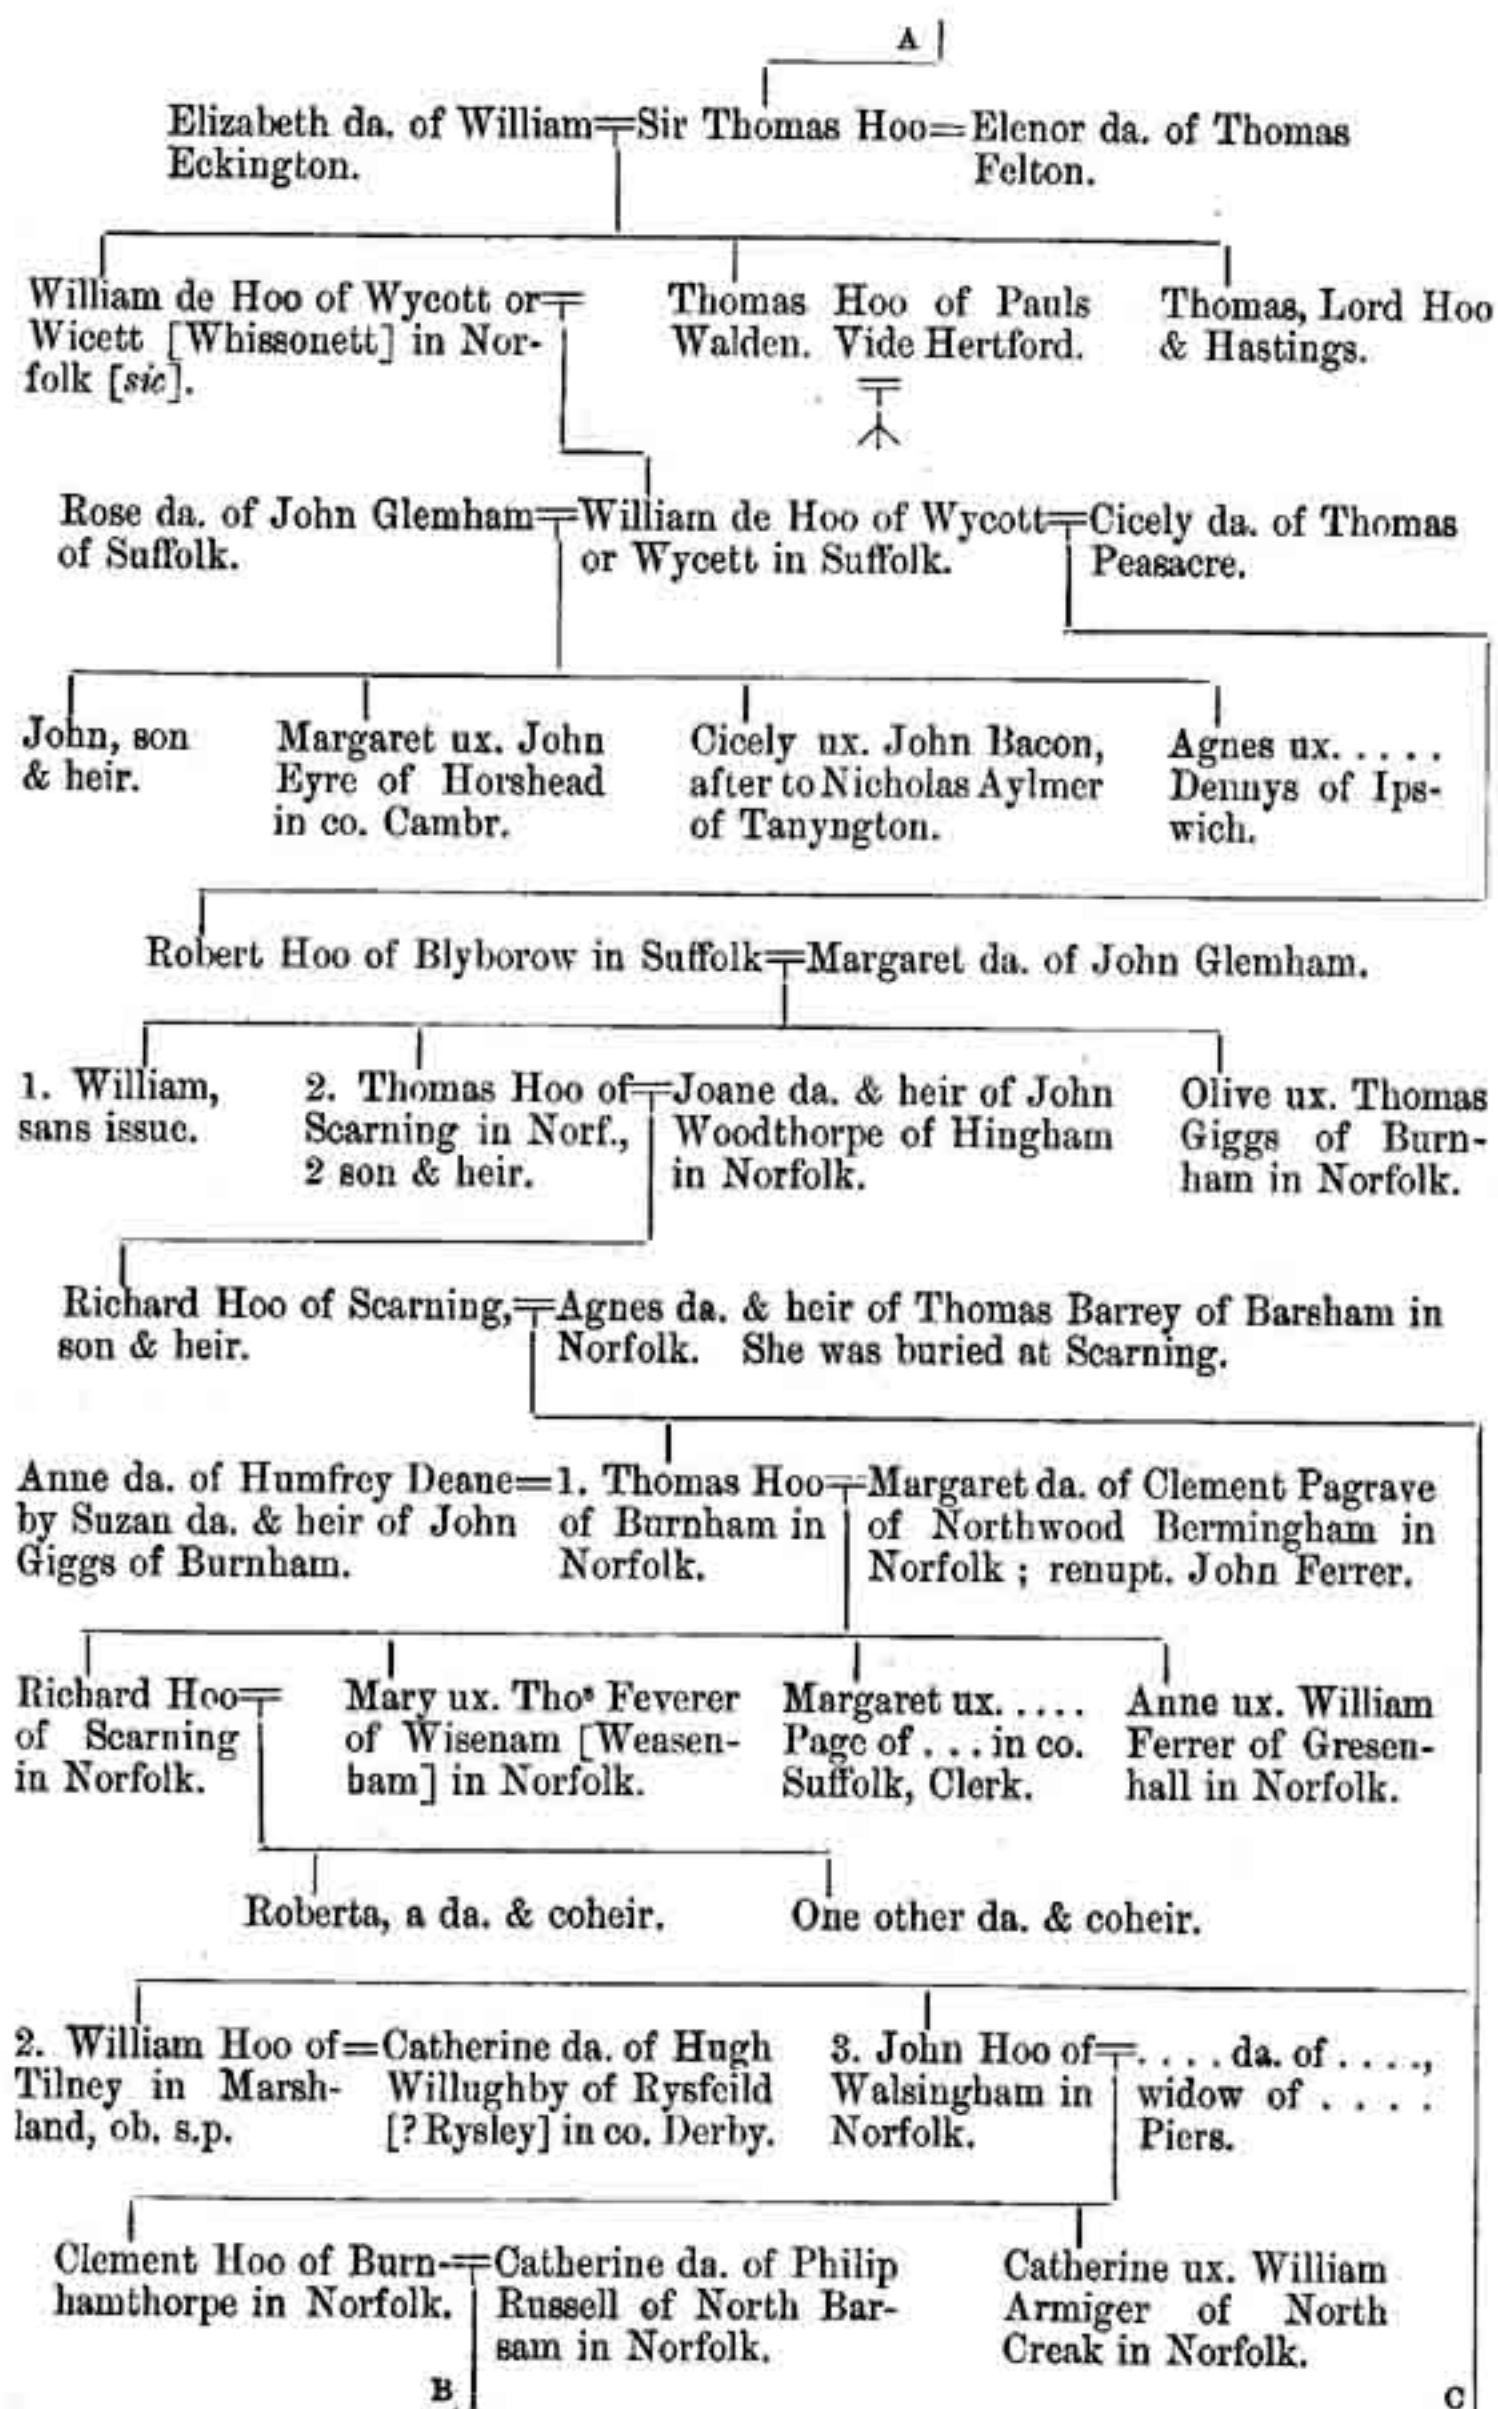 A
Elizabeth da. of William=Sir Thomas Hoo=Elenor da. of Thomas
Eckington.
Felton.
William de Hoo of Wycott or=
Wicett [Whissonett] in Nor-
folk [sic].
Thomas Hoo of Pauls
Walden. Vide Hertford.
=
Thomas, Lord Hoo
& Hastings.
Rose da. of John Glemham=William de Hoo of Wycott=Cicely da. of Thomas
of Suffolk.
or Wycett in Suffolk.
Peasacre.
John, son
& heir.
Margaret ux. John
Eyre of Horshead
in co. Cambr.
Cicely ux. John Bacon,
after to Nicholas Aylmer
of Tanyngton.
Agnes ux.....
Dennys of Ips-
wich.
Robert Hoo of Blyborow in Suffolk=Margaret da. of John Glemham.
1. William,
sans issue.
2. Thomas Hoo of=Joane da. & heir of John
Scarning in Norf.,
2 son & heir.
Woodthorpe of Hingham
in Norfolk.
Olive ux. Thomas
Giggs of Burn-
ham in Norfolk.
Richard Hoo of Scarning,=Agnes da. & heir of Thomas Barrey of Barsham in
son & heir.
Norfolk. She was buried at Scarning.
Anne da. of Humfrey Deane=1. Thomas Hoo=Margaret da. of Clement Pagrave
by Suzan da. & heir of John
Giggs of Burnham.
of Burnham in
Norfolk.
of Northwood Bermingham in
Norfolk ; renupt. John Ferrer.
Richard Hoo=
of Scarning
in Norfolk.
Mary ux. Thoˢ Feverer
of Wisenam [Weasen-
ham] in Norfolk.
Margaret ux.....
Page of ... in co.
Suffolk, Clerk.
Anne ux. William
Ferrer of Gresen-
hall in Norfolk.
Roberta, a da. & coheir.
One other da. & coheir.
2. William Hoo of=Catherine da. of Hugh
Tilney in Marsh-
land, ob. s.p.
Willughby of Rysfeild
[? Rysley] in co. Derby.
3. John Hoo of=.... da. of ....,
Walsingham in
Norfolk.
widow of ....
Piers.
Clement Hoo of Burn-=Catherine da. of Philip
hamthorpe in Norfolk.
Russell of North Bar-
sam in Norfolk.
Catherine ux. William
Armiger of North
Creak in Norfolk.
B
C